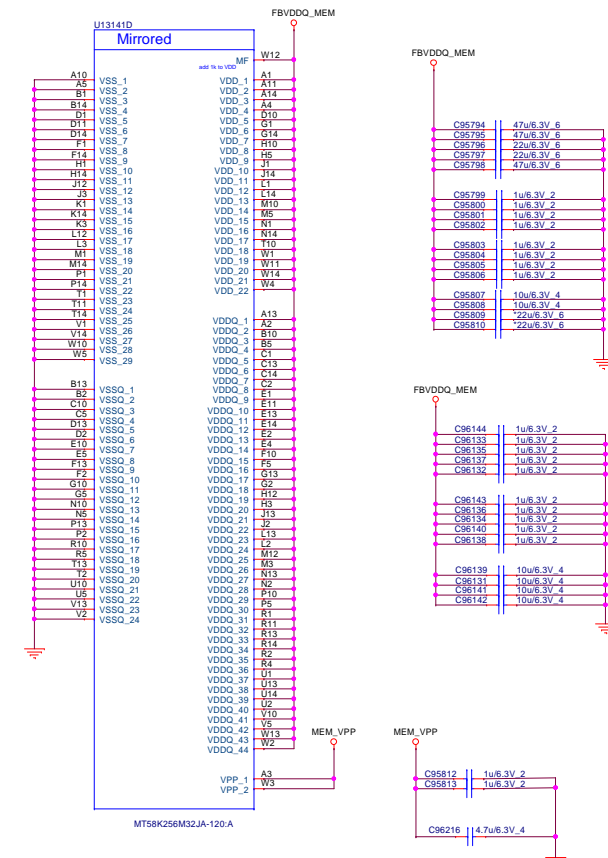 U13141D
Mirrored
FBVDDQ_MEM
MF W12
add 1k to VDD
A10 VSS_1
A5 VSS_2
B1 VSS_3
B14 VSS_4
D1 VSS_5
D11 VSS_6
D14 VSS_7
F1 VSS_8
F14 VSS_9
H1 VSS_10
H14 VSS_11
J12 VSS_12
J3 VSS_13
K1 VSS_14
K14 VSS_15
K3 VSS_16
L12 VSS_17
L3 VSS_18
M1 VSS_19
M14 VSS_20
P1 VSS_21
P14 VSS_22
T1 VSS_23
T11 VSS_24
T14 VSS_25
V1 VSS_26
V14 VSS_27
W10 VSS_28
W5 VSS_29
B13 VSSQ_1
B2 VSSQ_2
C10 VSSQ_3
C5 VSSQ_4
D13 VSSQ_5
D2 VSSQ_6
E10 VSSQ_7
E5 VSSQ_8
F13 VSSQ_9
F2 VSSQ_10
G10 VSSQ_11
G5 VSSQ_12
N10 VSSQ_13
N5 VSSQ_14
P13 VSSQ_15
P2 VSSQ_16
R10 VSSQ_17
R5 VSSQ_18
T13 VSSQ_19
T2 VSSQ_20
U10 VSSQ_21
U5 VSSQ_22
V13 VSSQ_23
V2 VSSQ_24
VDD_1 A1
VDD_2 A11
VDD_3 A14
VDD_4 A4
VDD_5 D10
VDD_6 G1
VDD_7 G14
VDD_8 H10
VDD_9 H5
VDD_10 J1
VDD_11 J14
VDD_12 L1
VDD_13 L14
VDD_14 M10
VDD_15 M5
VDD_16 N1
VDD_17 N14
VDD_18 T10
VDD_19 W1
VDD_20 W11
VDD_21 W14
VDD_22 W4
VDDQ_1 A13
VDDQ_2 A2
VDDQ_3 B10
VDDQ_4 B5
VDDQ_5 C1
VDDQ_6 C13
VDDQ_7 C14
VDDQ_8 C2
VDDQ_9 E1
VDDQ_10 E11
VDDQ_11 E13
VDDQ_12 E14
VDDQ_13 E2
VDDQ_14 E4
VDDQ_15 F10
VDDQ_16 F5
VDDQ_17 G13
VDDQ_18 G2
VDDQ_19 H12
VDDQ_20 H3
VDDQ_21 J13
VDDQ_22 J2
VDDQ_23 L13
VDDQ_24 L2
VDDQ_25 M12
VDDQ_26 M3
VDDQ_27 N13
VDDQ_28 N2
VDDQ_29 P10
VDDQ_30 P5
VDDQ_31 R1
VDDQ_32 R11
VDDQ_33 R13
VDDQ_34 R14
VDDQ_35 R2
VDDQ_36 R4
VDDQ_37 U1
VDDQ_38 U13
VDDQ_39 U14
VDDQ_40 U2
VDDQ_41 V10
VDDQ_42 V5
VDDQ_43 W13
VDDQ_44 W2
MEM_VPP
VPP_1 A3
VPP_2 W3
MT58K256M32JA-120:A
FBVDDQ_MEM
C95794 47u/6.3V_6
C95795 47u/6.3V_6
C95796 22u/6.3V_6
C95797 22u/6.3V_6
C95798 47u/6.3V_6
C95799 1u/6.3V_2
C95800 1u/6.3V_2
C95801 1u/6.3V_2
C95802 1u/6.3V_2
C95803 1u/6.3V_2
C95804 1u/6.3V_2
C95805 1u/6.3V_2
C95806 1u/6.3V_2
C95807 10u/6.3V_4
C95808 10u/6.3V_4
C95809 *22u/6.3V_6
C95810 *22u/6.3V_6
FBVDDQ_MEM
C96144 1u/6.3V_2
C96133 1u/6.3V_2
C96135 1u/6.3V_2
C96137 1u/6.3V_2
C96132 1u/6.3V_2
C96143 1u/6.3V_2
C96136 1u/6.3V_2
C96134 1u/6.3V_2
C96140 1u/6.3V_2
C96138 1u/6.3V_2
C96139 10u/6.3V_4
C96131 10u/6.3V_4
C96141 10u/6.3V_4
C96142 10u/6.3V_4
MEM_VPP
C95812 1u/6.3V_2
C95813 1u/6.3V_2
C96216 4.7u/6.3V_4